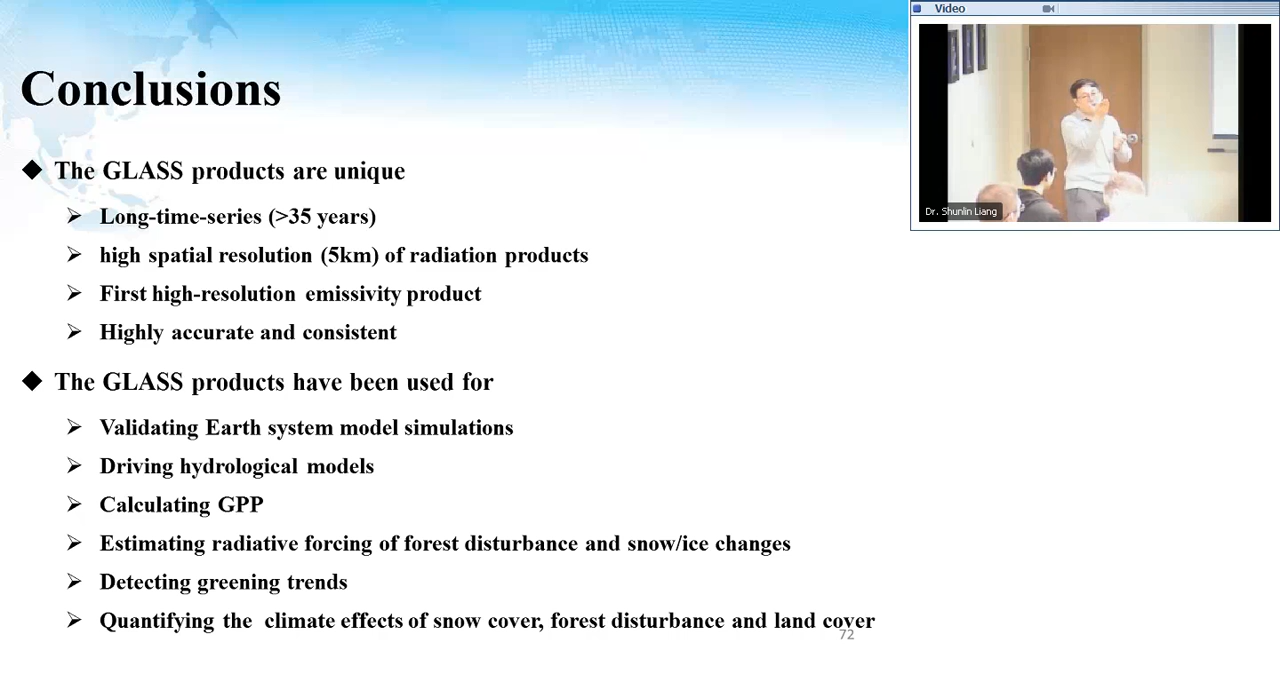 Video
Conclusions
The GLASS products are unique
Long-time-series (>35 years)
high spatial resolution (5km) of radiation products
First high-resolution emissivity product
Highly accurate and consistent
The GLASS products have been used for
Validating Earth system model simulations
Driving hydrological models
Calculating GPP
Estimating radiative forcing of forest disturbance and snow/ice changes
Detecting greening trends
Quantifying the climate effects of snow cover, forest disturbance and land cover
72
Dr. Shunlin Liang